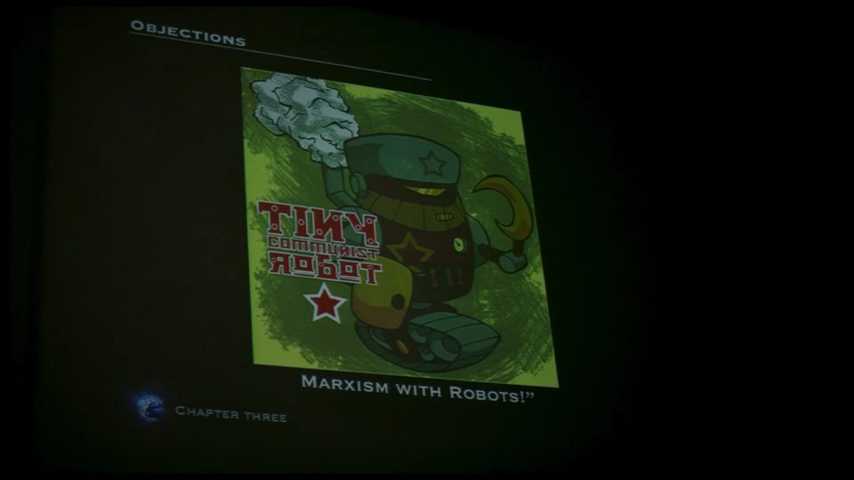 OBJECTIONS
TINY
COMMUNIST
ROBOT
MARXISM WITH ROBOTS!”
CHAPTER THREE